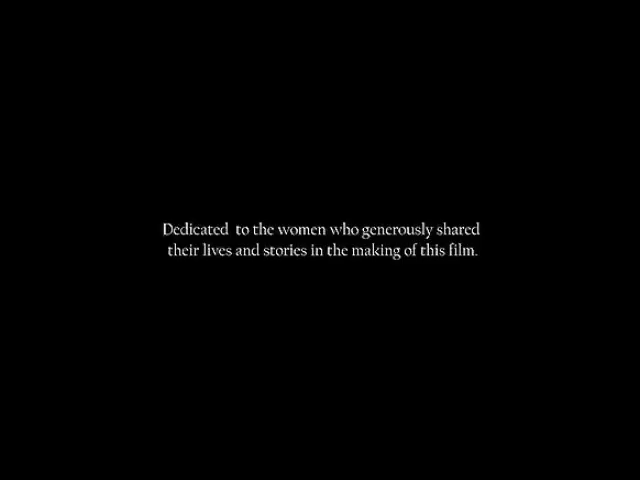 Dedicated to the women who generously shared
their lives and stories in the making of this film.